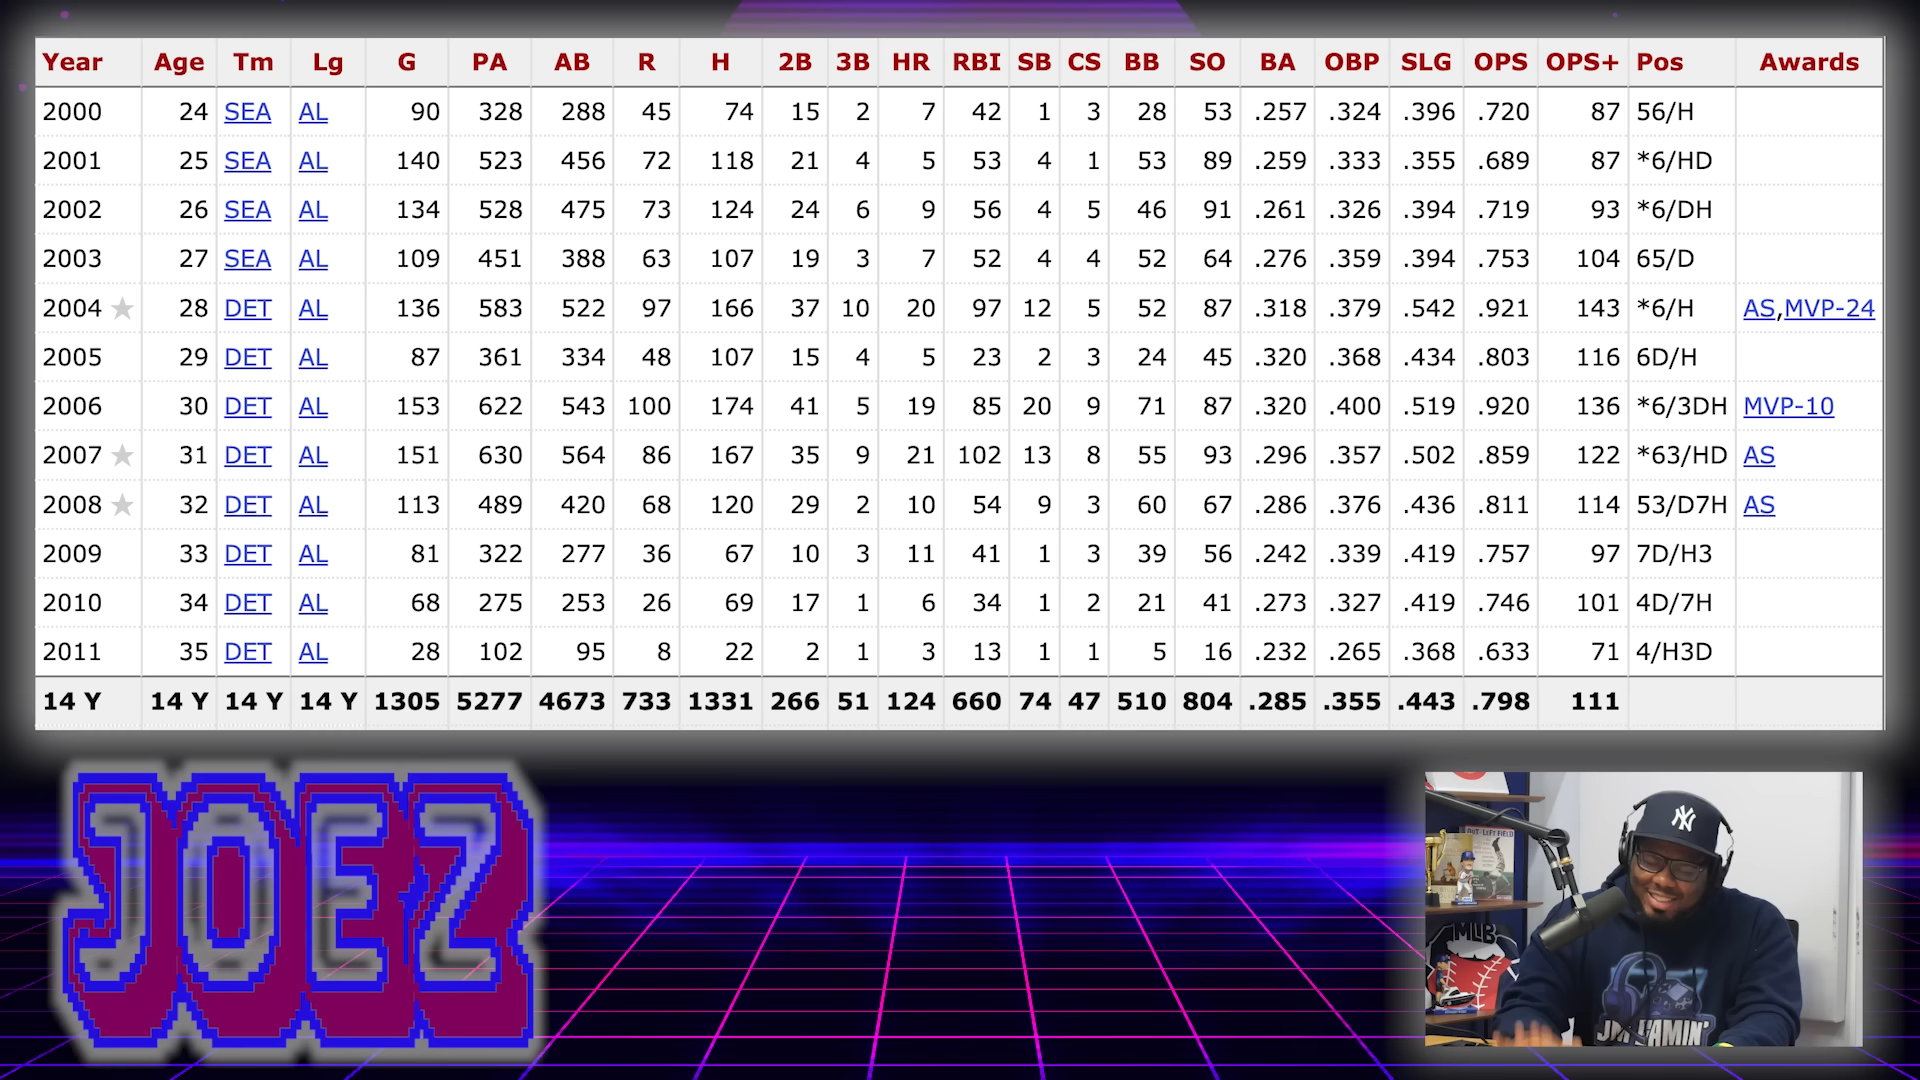 Year Age Tm Lg G PA AB R H 2B 3B HR RBI SB CS BB SO BA OBP SLG OPS OPS+ Pos Awards
2000 24 SEA AL 90 328 288 45 74 15 2 7 42 1 3 28 53 .257 .324 .396 .720 87 56/H
2001 25 SEA AL 140 523 456 72 118 21 4 5 53 4 1 53 89 .259 .333 .355 .689 87 *6/HD
2002 26 SEA AL 134 528 475 73 124 24 6 9 56 4 5 46 91 .261 .326 .394 .719 93 *6/DH
2003 27 SEA AL 109 451 388 63 107 19 3 7 52 4 4 52 64 .276 .359 .394 .753 104 65/D
2004 ★ 28 DET AL 136 583 522 97 166 37 10 20 97 12 5 52 87 .318 .379 .542 .921 143 *6/H AS,MVP-24
2005 29 DET AL 87 361 334 48 107 15 4 5 23 2 3 24 45 .320 .368 .434 .803 116 6D/H
2006 30 DET AL 153 622 543 100 174 41 5 19 85 20 9 71 87 .320 .400 .519 .920 136 *6/3DH MVP-10
2007 ★ 31 DET AL 151 630 564 86 167 35 9 21 102 13 8 55 93 .296 .357 .502 .859 122 *63/HD AS
2008 ★ 32 DET AL 113 489 420 68 120 29 2 10 54 9 3 60 67 .286 .376 .436 .811 114 53/D7H AS
2009 33 DET AL 81 322 277 36 67 10 3 11 41 1 3 39 56 .242 .339 .419 .757 97 7D/H3
2010 34 DET AL 68 275 253 26 69 17 1 6 34 1 2 21 41 .273 .327 .419 .746 101 4D/7H
2011 35 DET AL 28 102 95 8 22 2 1 3 13 1 1 5 16 .232 .265 .368 .633 71 4/H3D
14 Y 14 Y 14 Y 14 Y 1305 5277 4673 733 1331 266 51 124 660 74 47 510 804 .285 .355 .443 .798 111
JOEZ
NY
OUT LEFT FIELD
MLB